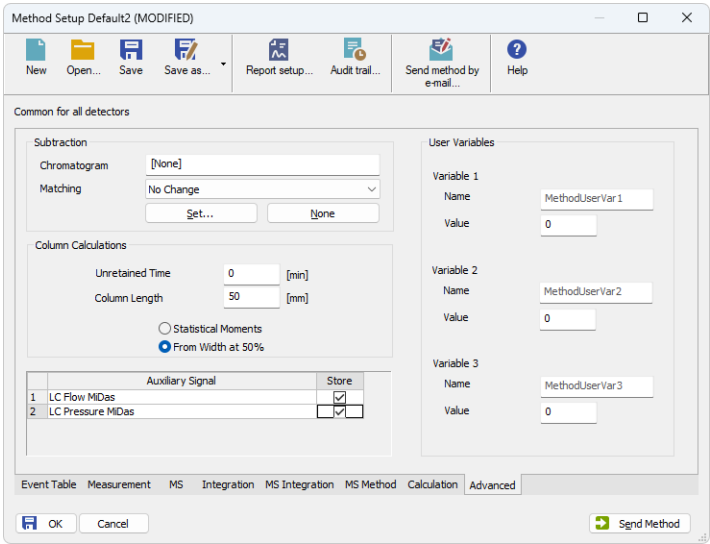 Method Setup Default2 (MODIFIED)
New Open... Save Save as... Report setup... Audit trail... Send method by Help
e-mail...
Common for all detectors
Subtraction
Chromatogram [None]
Matching No Change
Set... None
Column Calculations
Unretained Time 0 [min]
Column Length 50 [mm]
Statistical Moments
From Width at 50%
Auxiliary Signal Store
1 LC Flow MiDas
2 LC Pressure MiDas
User Variables
Variable 1
Name MethodUserVar1
Value 0
Variable 2
Name MethodUserVar2
Value 0
Variable 3
Name MethodUserVar3
Value 0
Event Table Measurement MS Integration MS Integration MS Method Calculation Advanced
OK Cancel Send Method